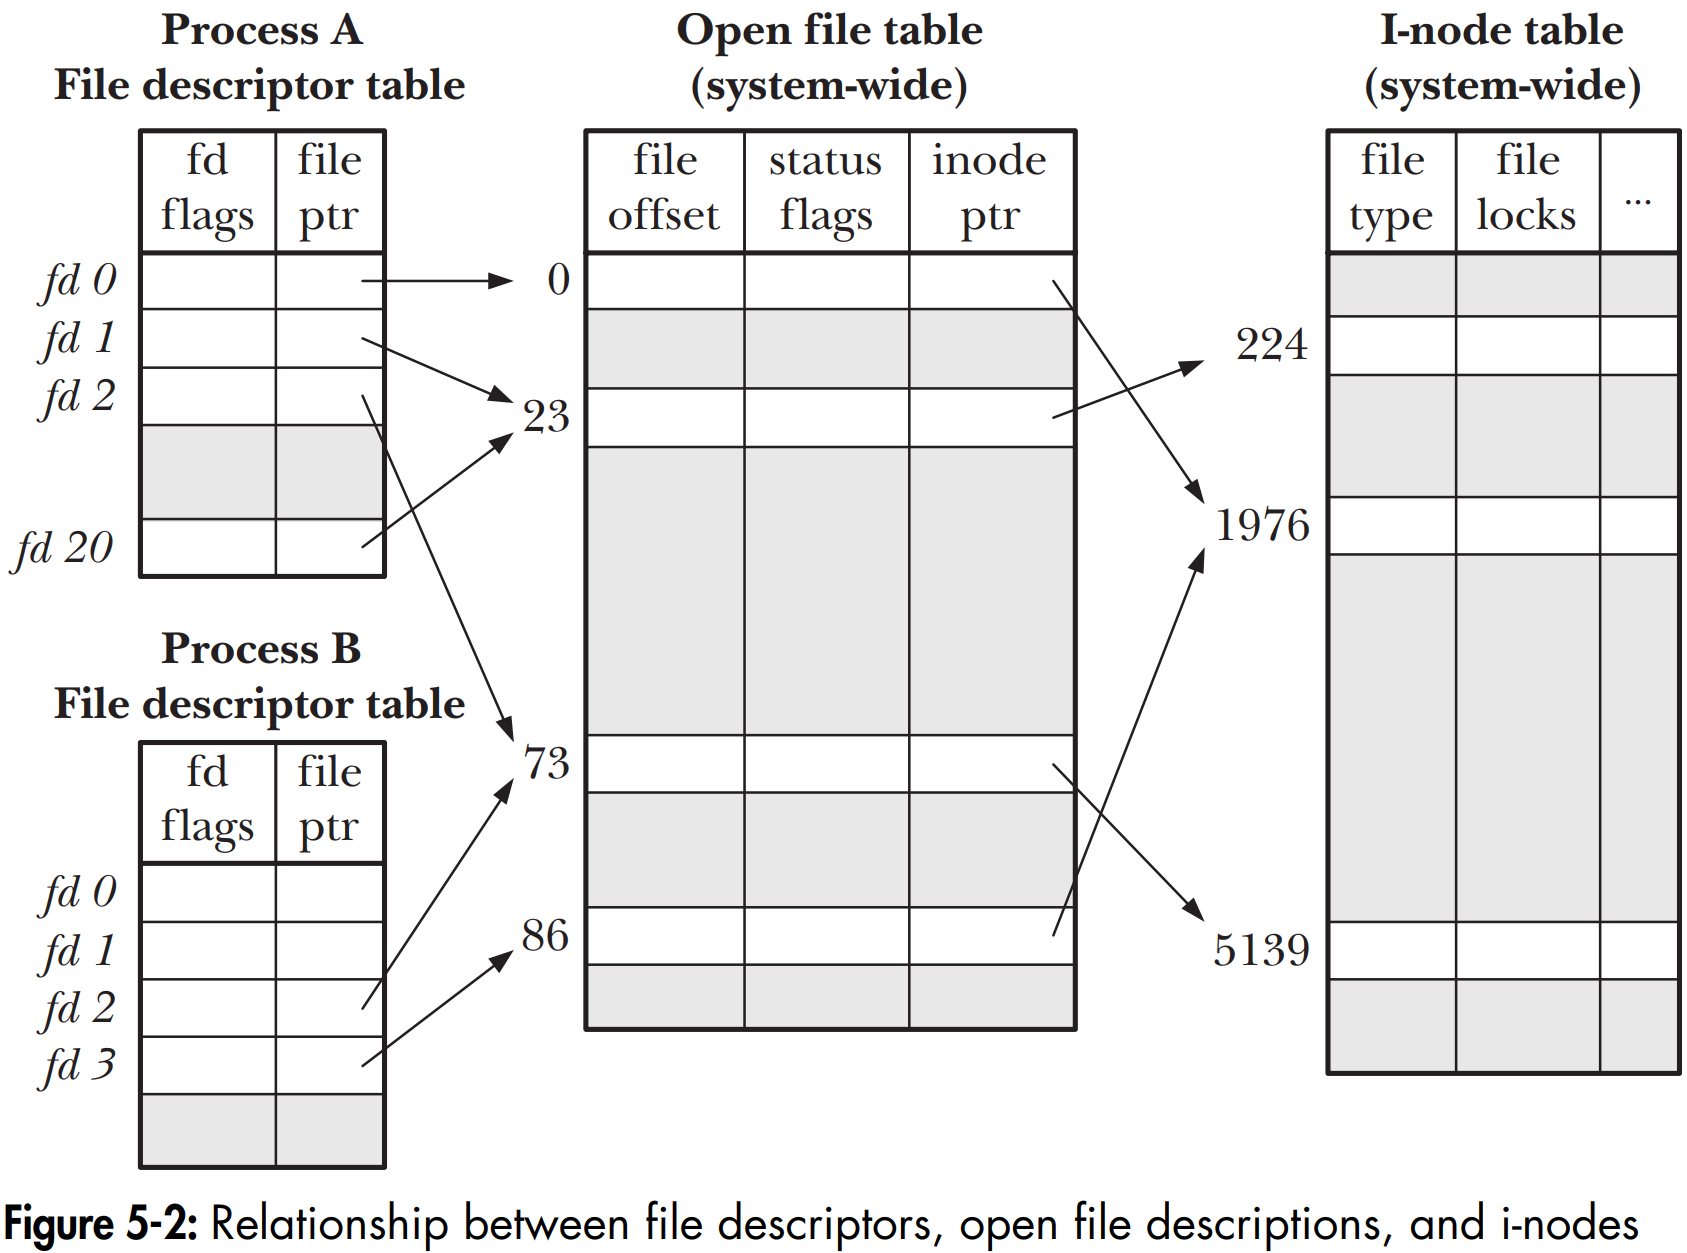 Process A
File descriptor table
fd flags
file ptr
fd 0
fd 1
fd 2
fd 20
Process B
File descriptor table
fd flags
file ptr
fd 0
fd 1
fd 2
fd 3
Open file table
(system-wide)
file offset
status flags
inode ptr
0
23
73
86
I-node table
(system-wide)
file type
file locks
...
224
1976
5139
Figure 5-2: Relationship between file descriptors, open file descriptions, and i-nodes